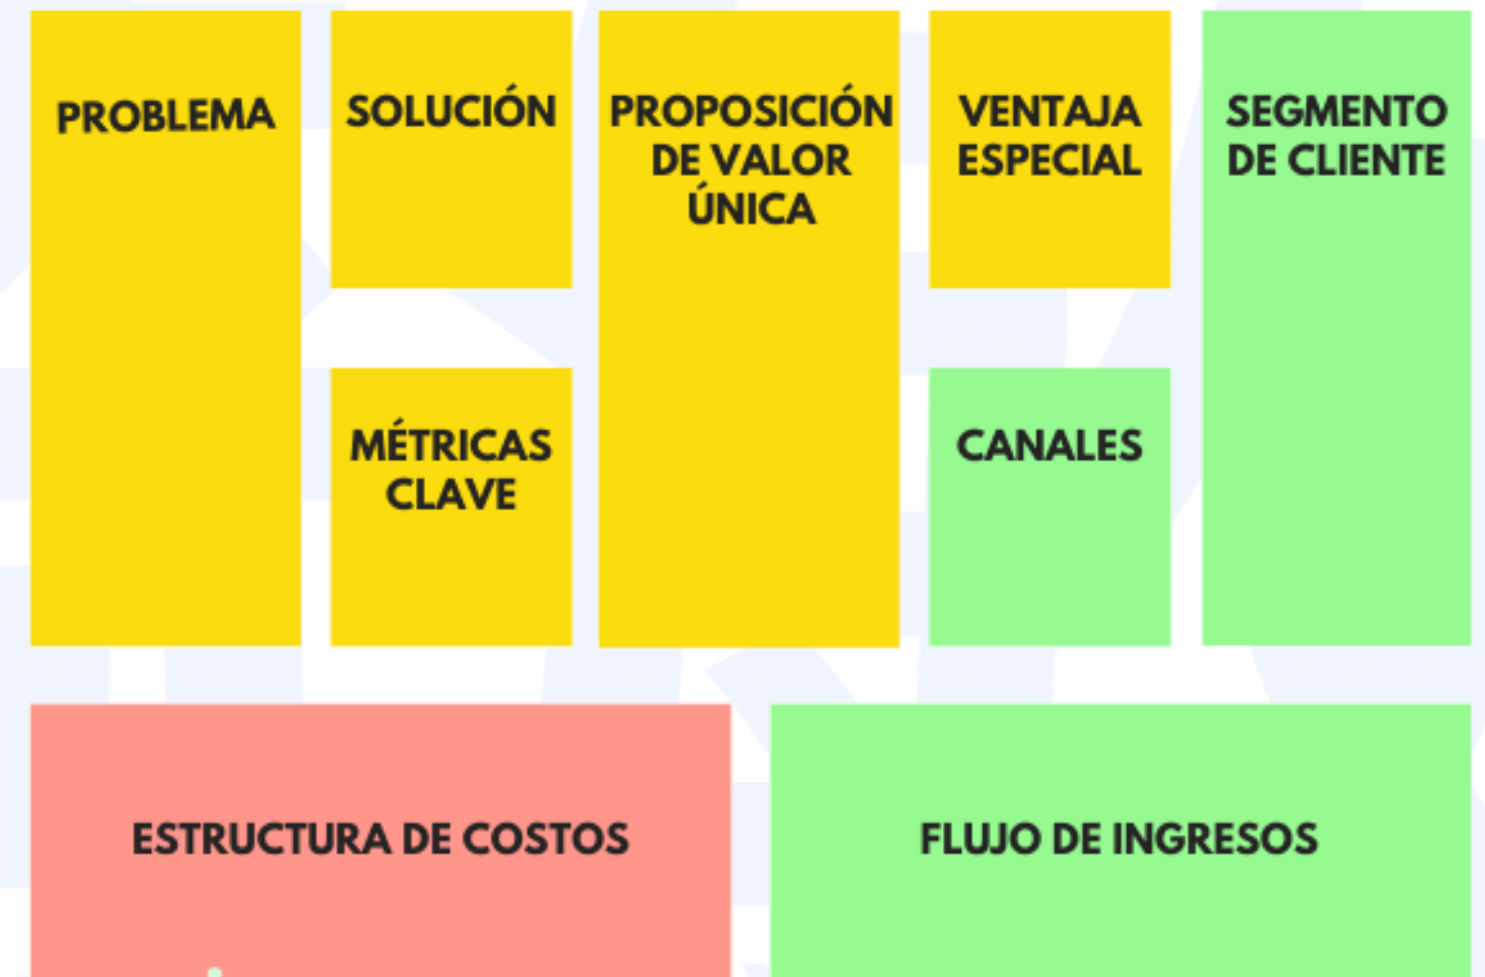 PROBLEMA
SOLUCIÓN
PROPOSICIÓN
DE VALOR
ÚNICA
VENTAJA
ESPECIAL
SEGMENTO
DE CLIENTE
MÉTRICAS
CLAVE
CANALES
ESTRUCTURA DE COSTOS
FLUJO DE INGRESOS